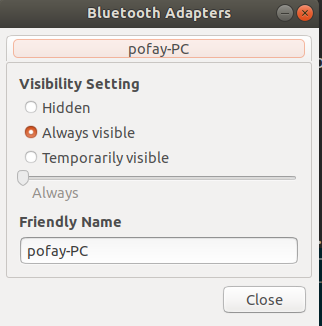 Bluetooth Adapters
pofay-PC
Visibility Setting
Hidden
Always visible
Temporarily visible
Always
Friendly Name
pofay-PC
Close